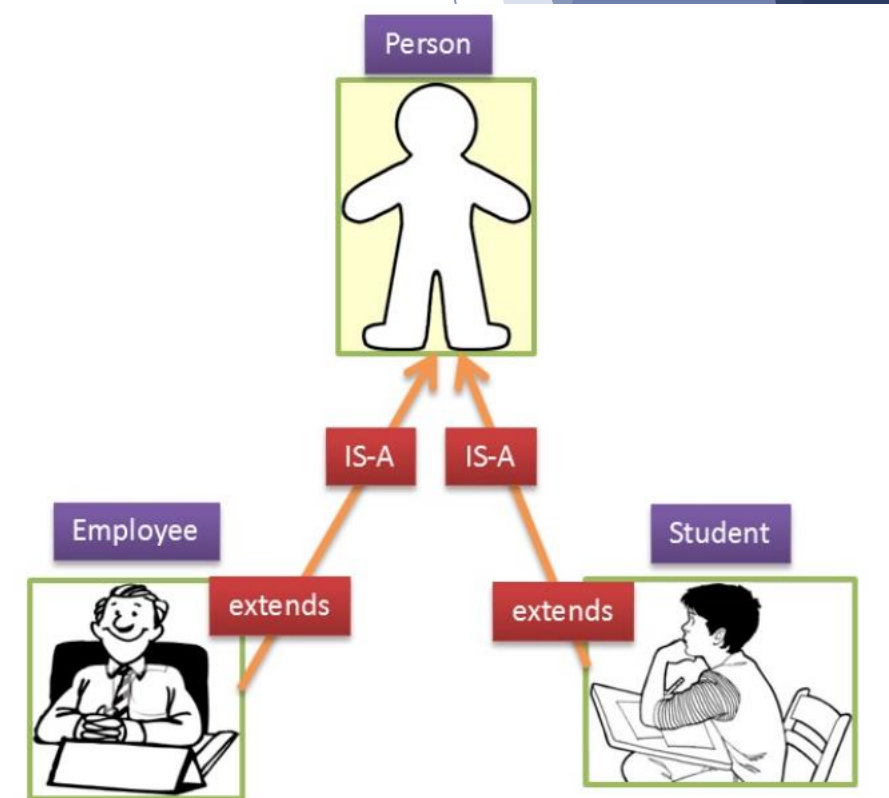 Person
IS-A
IS-A
Employee
Student
extends
extends